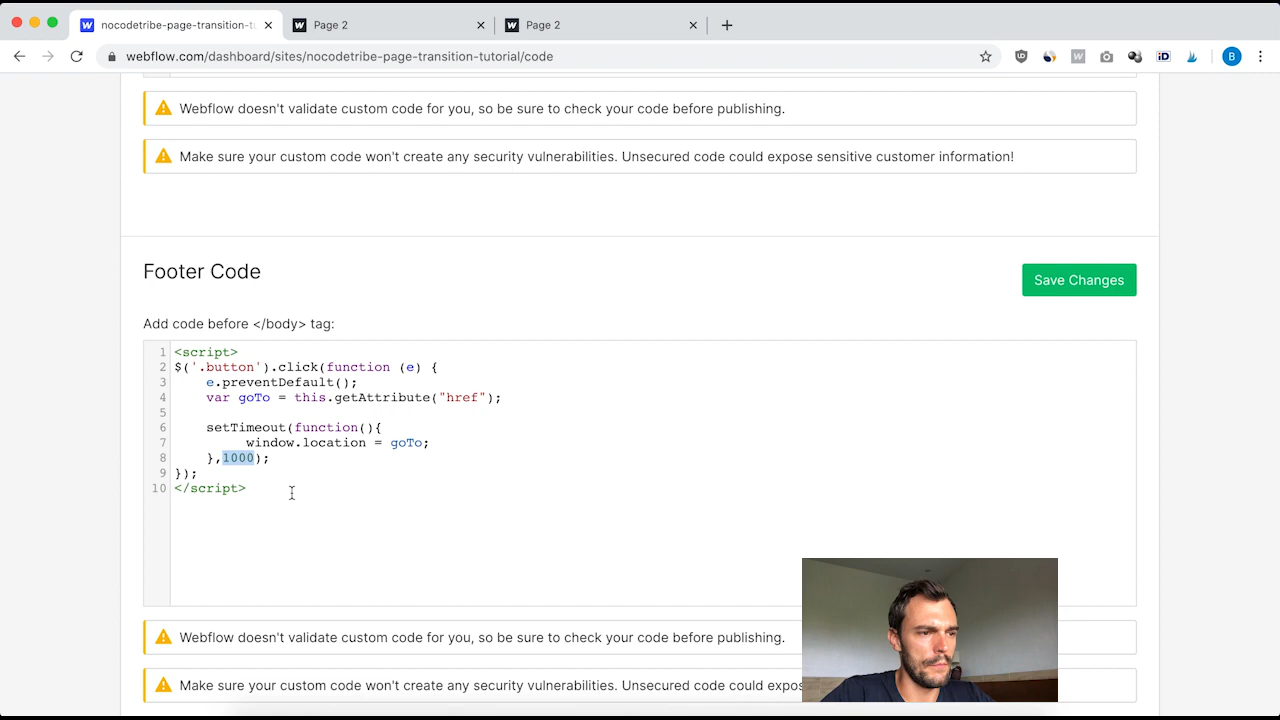 nocodetribe-page-transition-tu
Page 2
Page 2
webflow.com/dashboard/sites/nocodetribe-page-transition-tutorial/code
B
Webflow doesn't validate custom code for you, so be sure to check your code before publishing.
Make sure your custom code won't create any security vulnerabilities. Unsecured code could expose sensitive customer information!
Footer Code
Save Changes
Add code before </body> tag:
1 <script>
2 $('.button').click(function (e) {
3 e.preventDefault();
4 var goTo = this.getAttribute("href");
5
6 setTimeout(function(){
7 window.location = goTo;
8 },1000);
9 });
10 </script>
Webflow doesn't validate custom code for you, so be sure to check your code before publishing.
Make sure your custom code won't create any security vulnerabilities. Unsecured code could expos